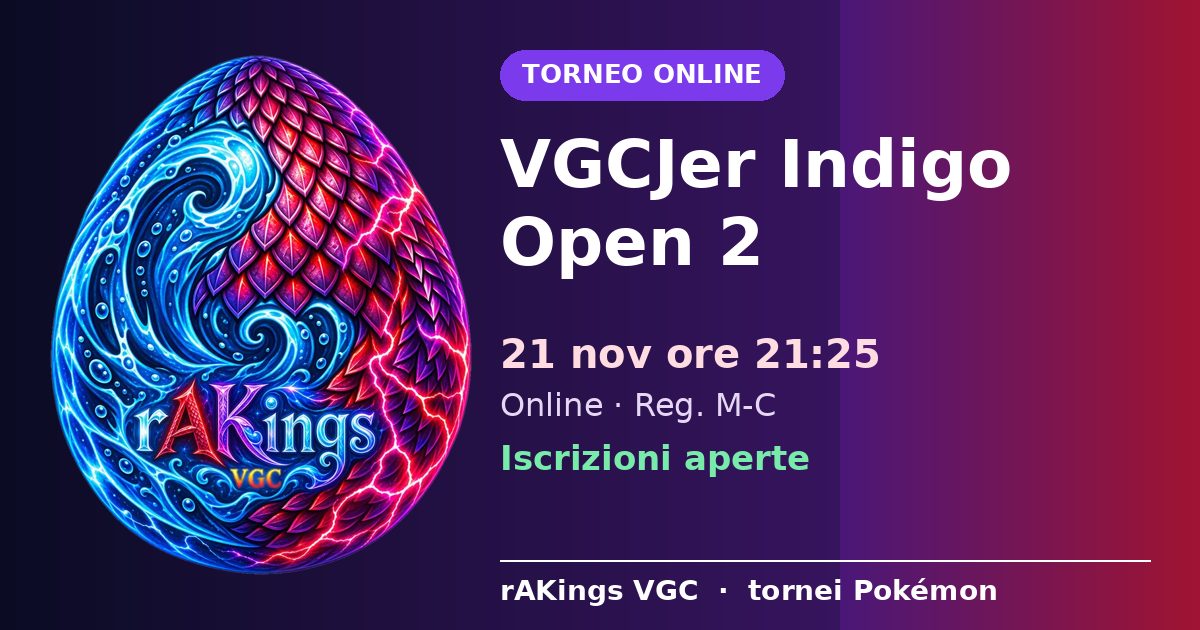 TORNEO ONLINE
VGCJer Indigo
Open 2
21 nov ore 21:25
Online · Reg. M-C
Iscrizioni aperte
rAKings
VGC
rAKings VGC · tornei Pokémon